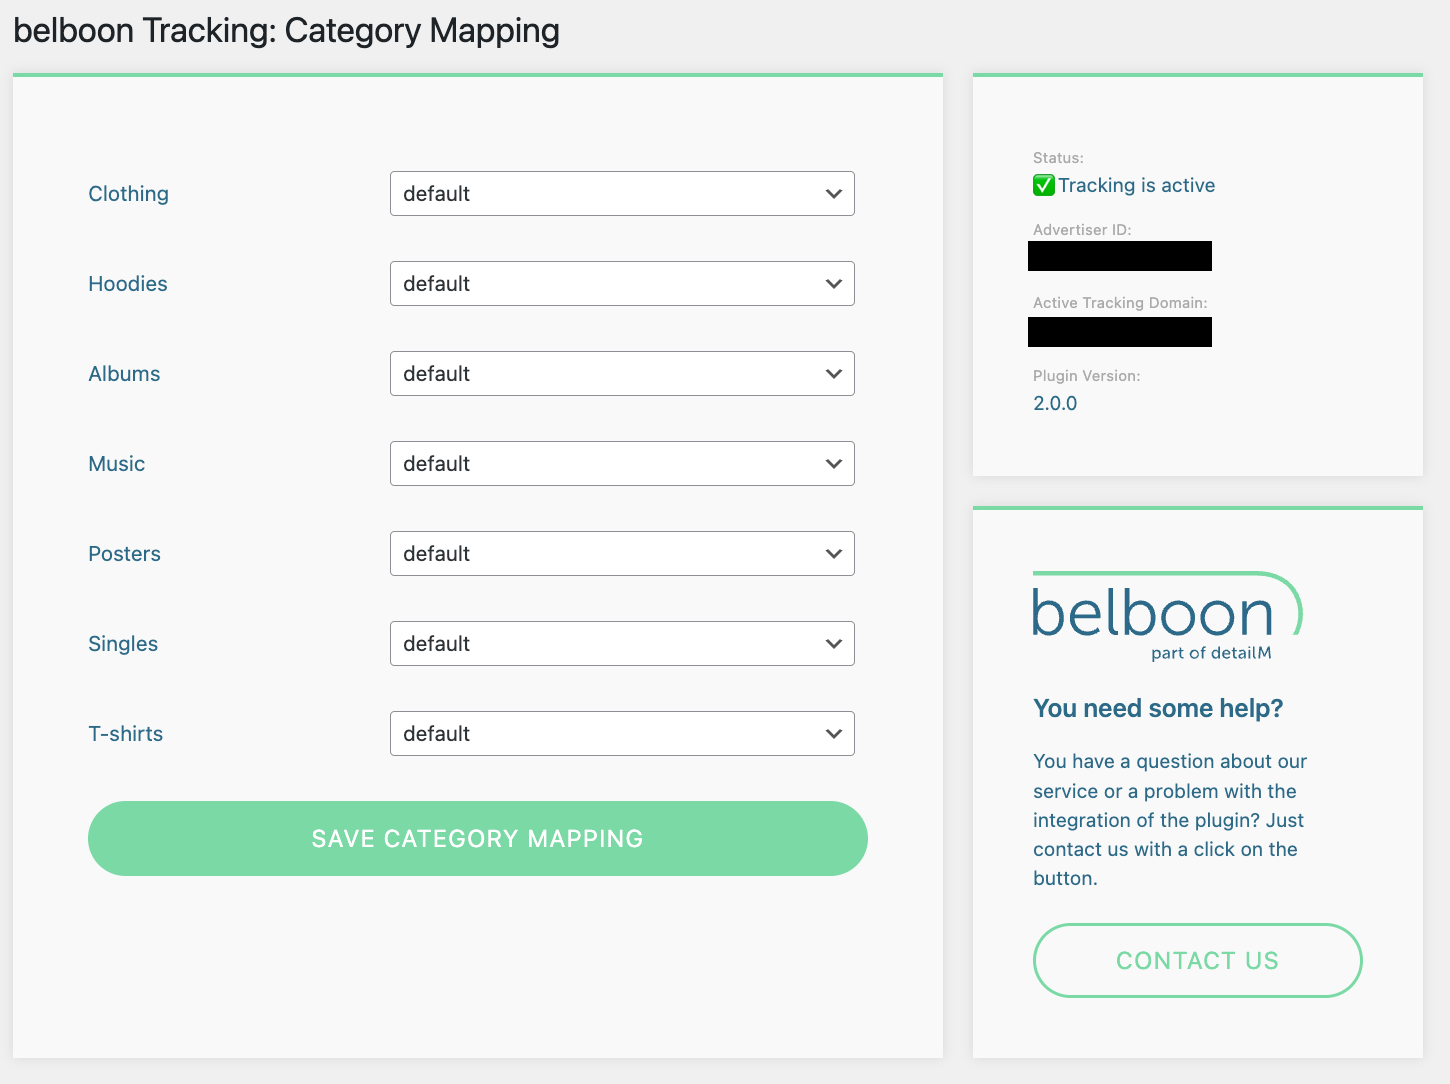 belboon Tracking: Category Mapping
Clothing
default
Hoodies
default
Albums
default
Music
default
Posters
default
Singles
default
T-shirts
default
SAVE CATEGORY MAPPING
Status:
✅Tracking is active
Advertiser ID:
Active Tracking Domain:
Plugin Version:
2.0.0
belboon
part of detailM
You need some help?
You have a question about our
service or a problem with the
integration of the plugin? Just
contact us with a click on the
button.
CONTACT US